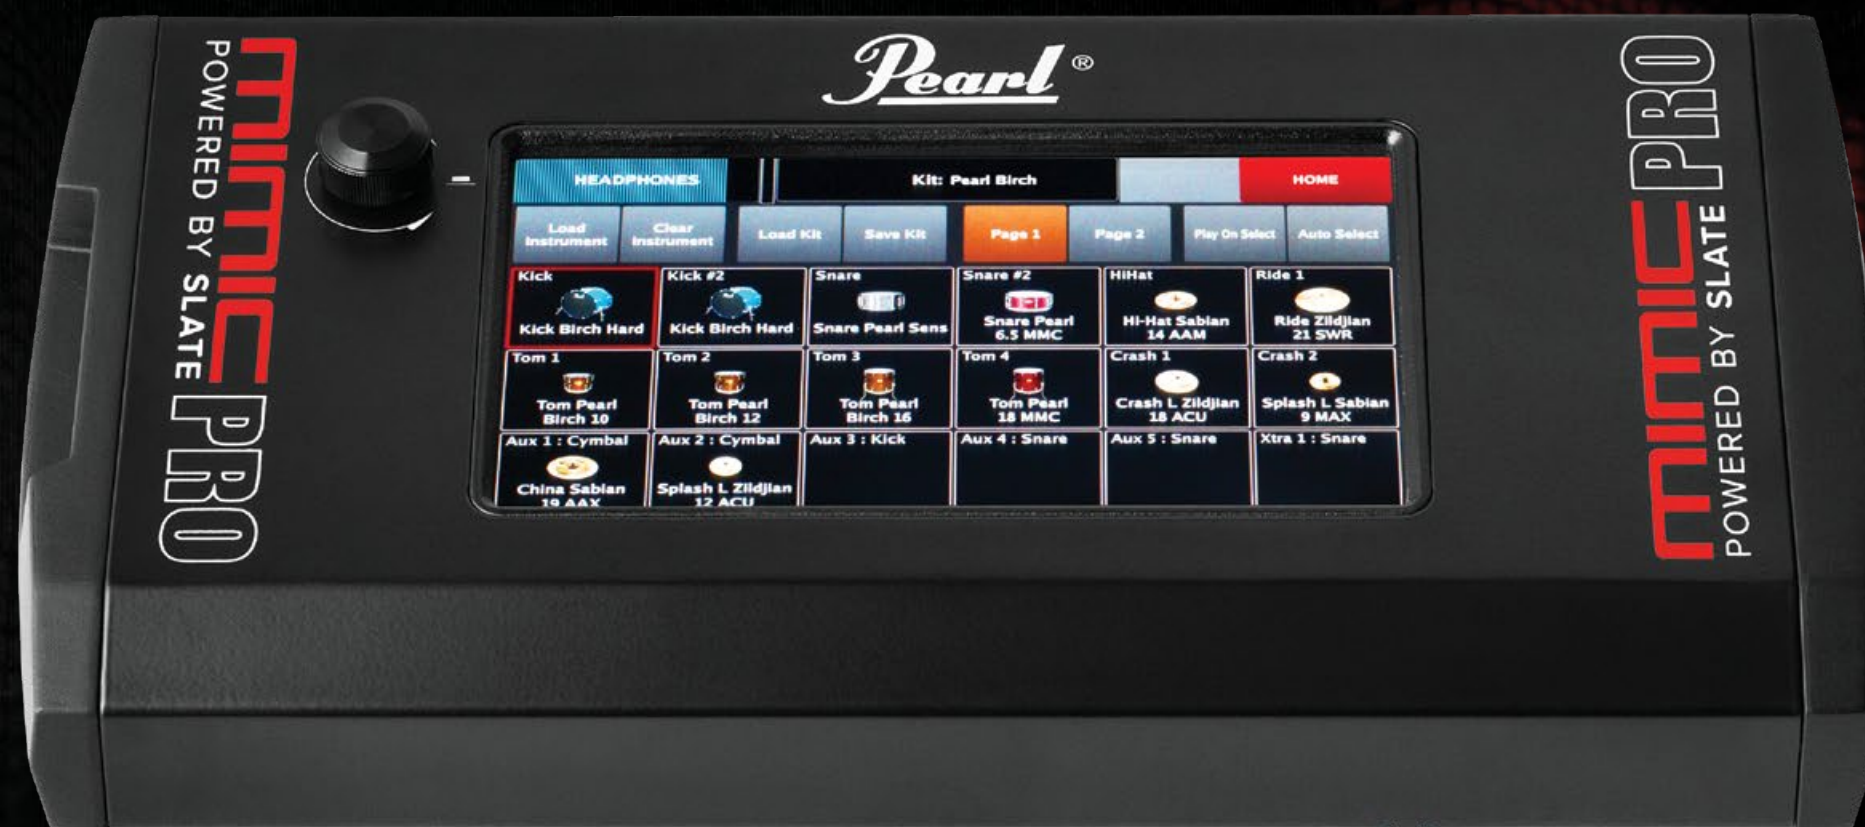 Pearl®
MIMIC PRO
POWERED BY SLATE
HEADPHONES
Kit: Pearl Birch
HOME
Load
Instrument
Clear
Instrument
Load Kit
Save Kit
Page 1
Page 2
Play On Select
Auto Select
Kick
Kick Birch Hard
Kick #2
Kick Birch Hard
Snare
Snare Pearl Sens
Snare #2
Snare Pearl
6.5 MMC
HiHat
Hi-Hat Sabian
14 AAM
Ride 1
Ride Zildjian
21 SWR
Tom 1
Tom Pearl
Birch 10
Tom 2
Tom Pearl
Birch 12
Tom 3
Tom Pearl
Birch 16
Tom 4
Tom Pearl
18 MMC
Crash 1
Crash L Zildjian
18 ACU
Crash 2
Splash L Sabian
9 MAX
Aux 1 : Cymbal
China Sabian
19 AAX
Aux 2 : Cymbal
Splash L Zildjian
12 ACU
Aux 3 : Kick
Aux 4 : Snare
Aux 5 : Snare
Xtra 1 : Snare
MIMIC PRO
POWERED BY SLATE